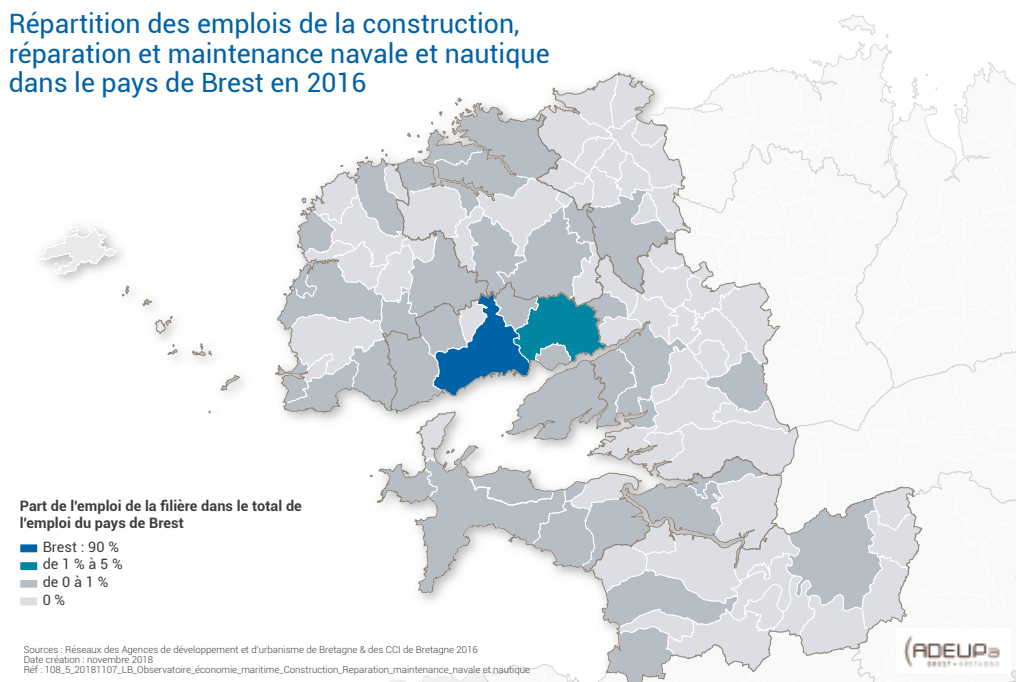 Répartition des emplois de la construction,
réparation et maintenance navale et nautique
dans le pays de Brest en 2016
Part de l'emploi de la filière dans le total de
l'emploi du pays de Brest
Brest : 90 %
de 1 % à 5 %
de 0 à 1 %
0 %
Sources : Réseaux des Agences de développement et d'urbanisme de Bretagne & des CCI de Bretagne 2016
Date création : novembre 2018
Réf : 108_5_20181107_LB_Observatoire_économie_maritime_Construction_Reparation_maintenance_navale et nautique
ADEUPa
BREST • BRETAGNE